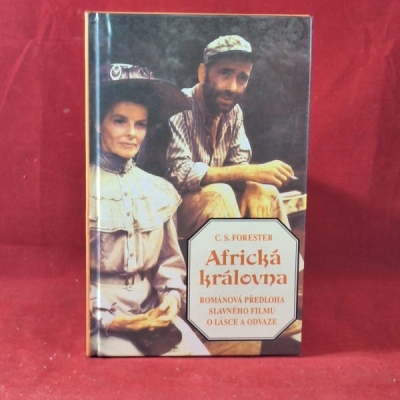 C. S. FORESTER
Africká
královna
ROMÁNOVÁ PŘEDLOHA
SLAVNÉHO FILMU
O LÁSCE A ODVAZE